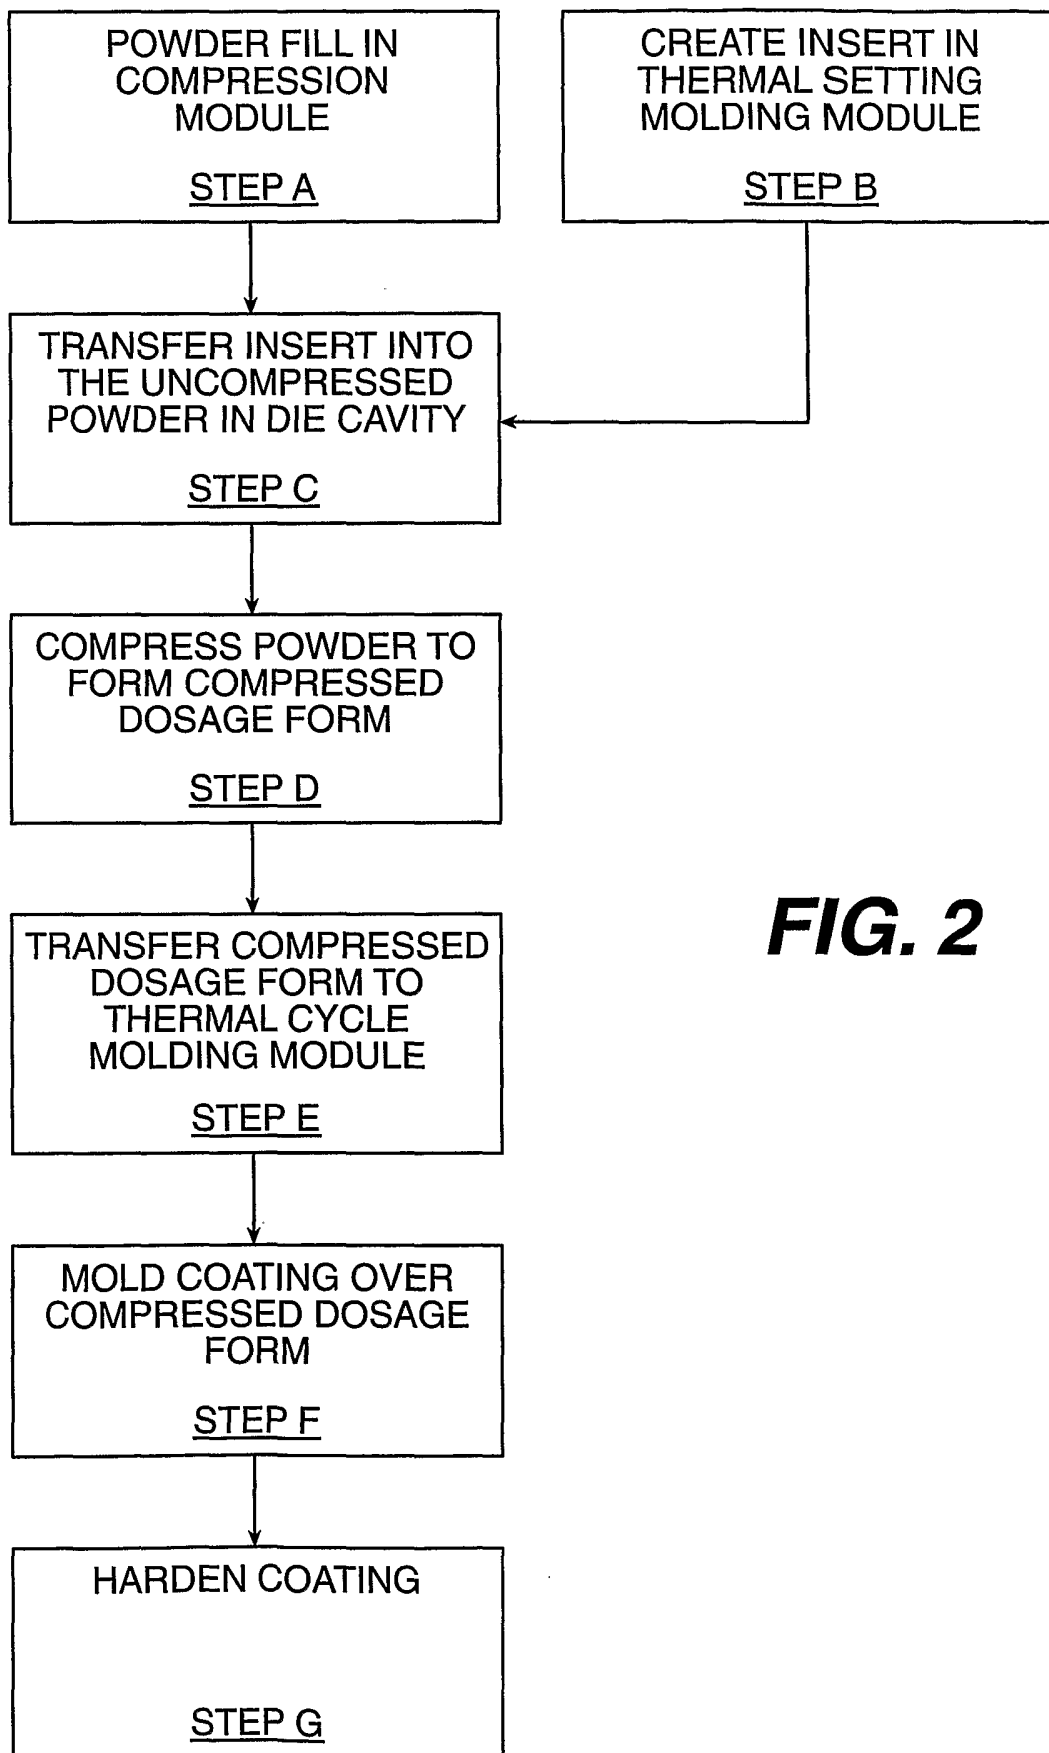 POWDER FILL IN
COMPRESSION
MODULE
STEP A
CREATE INSERT IN
THERMAL SETTING
MOLDING MODULE
STEP B
TRANSFER INSERT INTO
THE UNCOMPRESSED
POWDER IN DIE CAVITY
STEP C
COMPRESS POWDER TO
FORM COMPRESSED
DOSAGE FORM
STEP D
TRANSFER COMPRESSED
DOSAGE FORM TO
THERMAL CYCLE
MOLDING MODULE
STEP E
FIG. 2
MOLD COATING OVER
COMPRESSED DOSAGE
FORM
STEP F
HARDEN COATING
STEP G